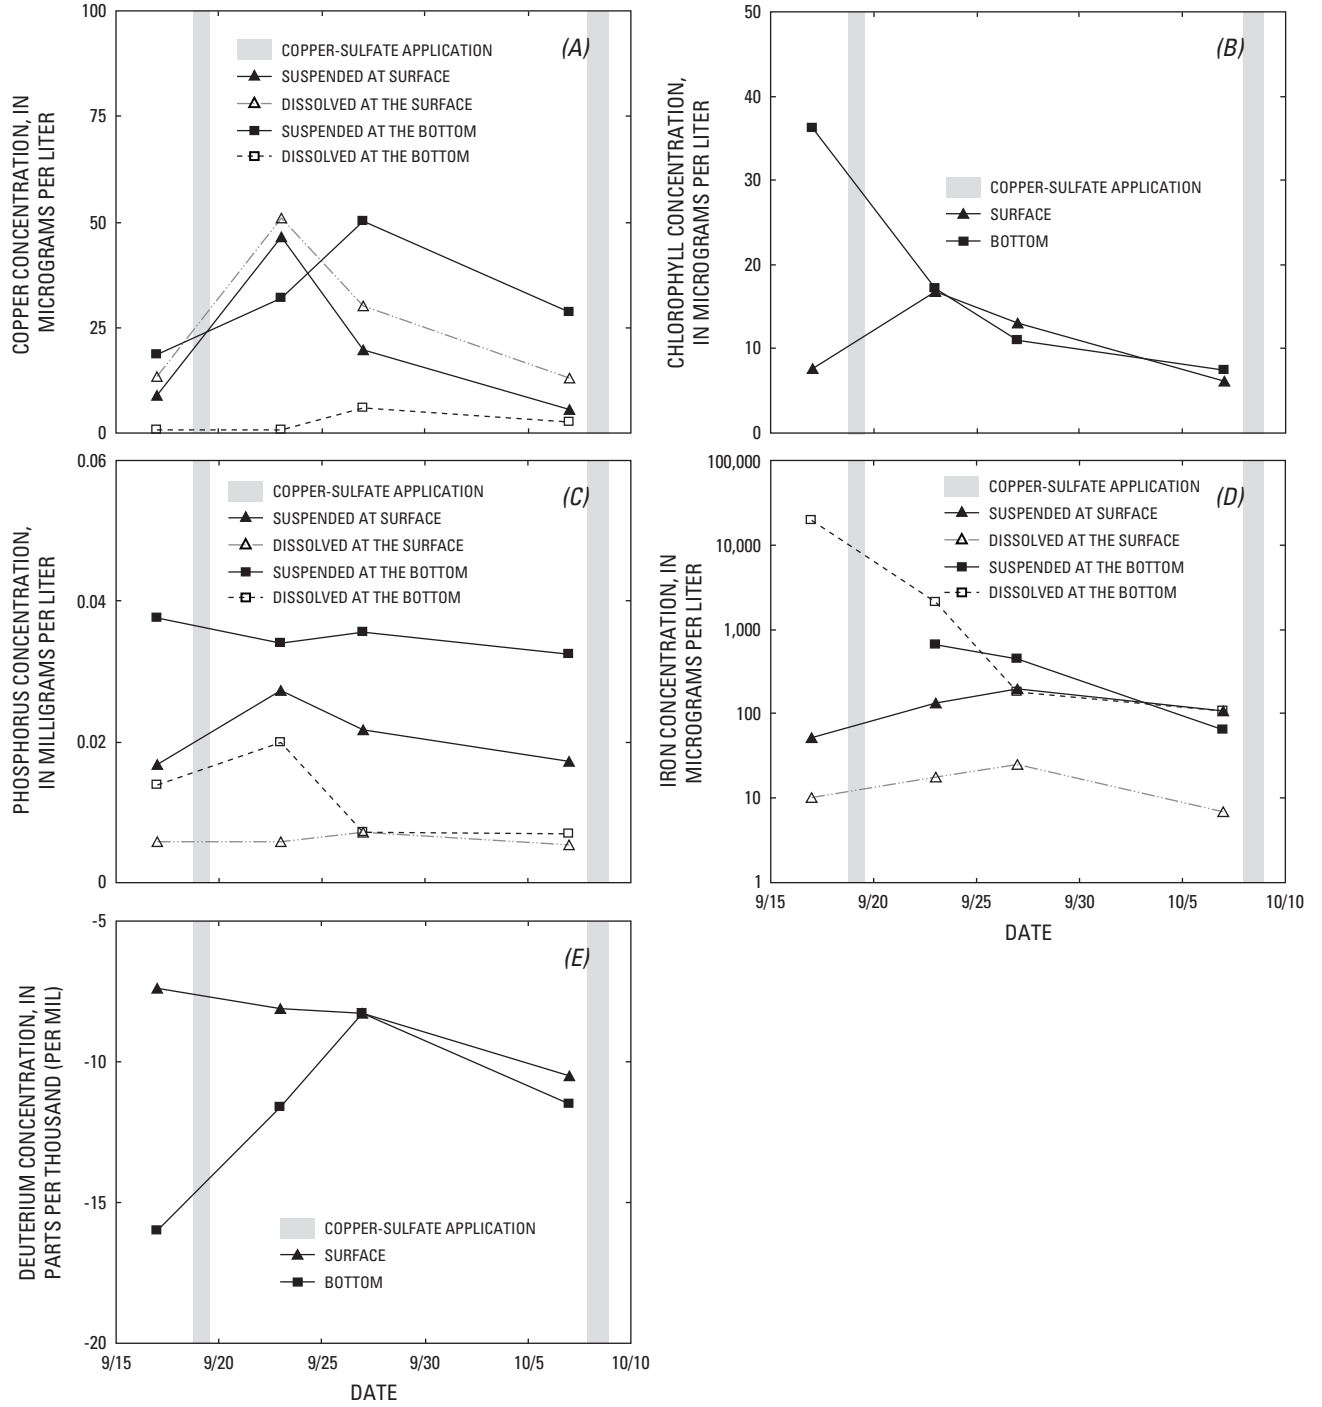 COPPER CONCENTRATION, IN
MICROGRAMS PER LITER
100
75
50
25
0
(A)
COPPER-SULFATE APPLICATION
SUSPENDED AT SURFACE
DISSOLVED AT THE SURFACE
SUSPENDED AT THE BOTTOM
DISSOLVED AT THE BOTTOM
CHLOROPHYLL CONCENTRATION,
IN MICROGRAMS PER LITER
50
40
30
20
10
0
(B)
COPPER-SULFATE APPLICATION
SURFACE
BOTTOM
PHOSPHORUS CONCENTRATION,
IN MILLIGRAMS PER LITER
0.06
0.04
0.02
0
(C)
COPPER-SULFATE APPLICATION
SUSPENDED AT SURFACE
DISSOLVED AT THE SURFACE
SUSPENDED AT THE BOTTOM
DISSOLVED AT THE BOTTOM
IRON CONCENTRATION, IN
MICROGRAMS PER LITER
100,000
10,000
1,000
100
10
1
(D)
COPPER-SULFATE APPLICATION
SUSPENDED AT SURFACE
DISSOLVED AT THE SURFACE
SUSPENDED AT THE BOTTOM
DISSOLVED AT THE BOTTOM
9/15 9/20 9/25 9/30 10/5 10/10
DATE
DEUTERIUM CONCENTRATION, IN
PARTS PER THOUSAND (PER MIL)
-5
-10
-15
-20
(E)
COPPER-SULFATE APPLICATION
SURFACE
BOTTOM
9/15 9/20 9/25 9/30 10/5 10/10
DATE